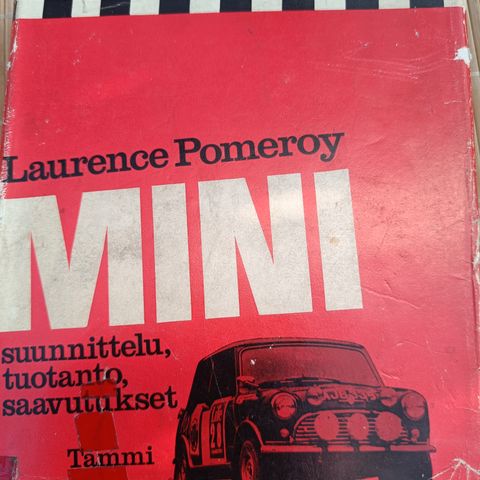 Laurence Pomeroy
MINI
suunnittelu,
tuotanto,
saavutukset
Tammi